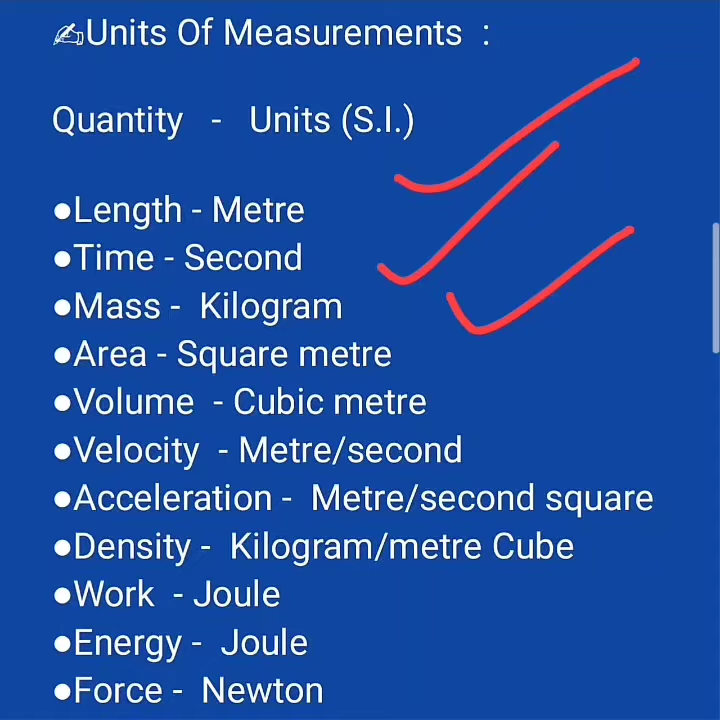 ✍Units Of Measurements :
Quantity - Units (S.I.)
●Length - Metre
●Time - Second
●Mass - Kilogram
●Area - Square metre
●Volume - Cubic metre
●Velocity - Metre/second
●Acceleration - Metre/second square
●Density - Kilogram/metre Cube
●Work - Joule
●Energy - Joule
●Force - Newton